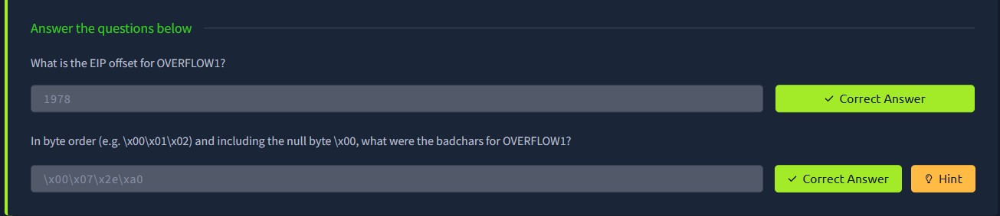 Answer the questions below
What is the EIP offset for OVERFLOW1?
1978
✓ Correct Answer
In byte order (e.g. \x00\x01\x02) and including the null byte \x00, what were the badchars for OVERFLOW1?
\x00\x07\x2e\xa0
✓ Correct Answer
Hint